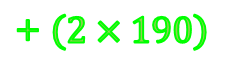 + (2 × 190)